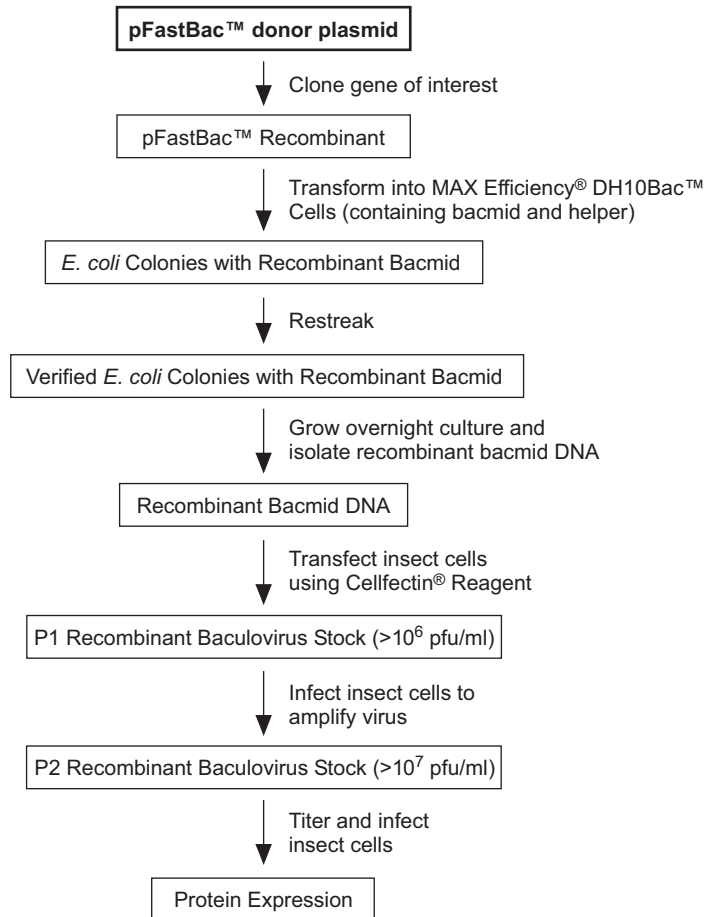 pFastBac™ donor plasmid
Clone gene of interest
pFastBac™ Recombinant
Transform into MAX Efficiency® DH10Bac™
Cells (containing bacmid and helper)
E. coli Colonies with Recombinant Bacmid
Restreak
Verified E. coli Colonies with Recombinant Bacmid
Grow overnight culture and
isolate recombinant bacmid DNA
Recombinant Bacmid DNA
Transfect insect cells
using Cellfectin® Reagent
P1 Recombinant Baculovirus Stock (>10⁶ pfu/ml)
Infect insect cells to
amplify virus
P2 Recombinant Baculovirus Stock (>10⁷ pfu/ml)
Titer and infect
insect cells
Protein Expression